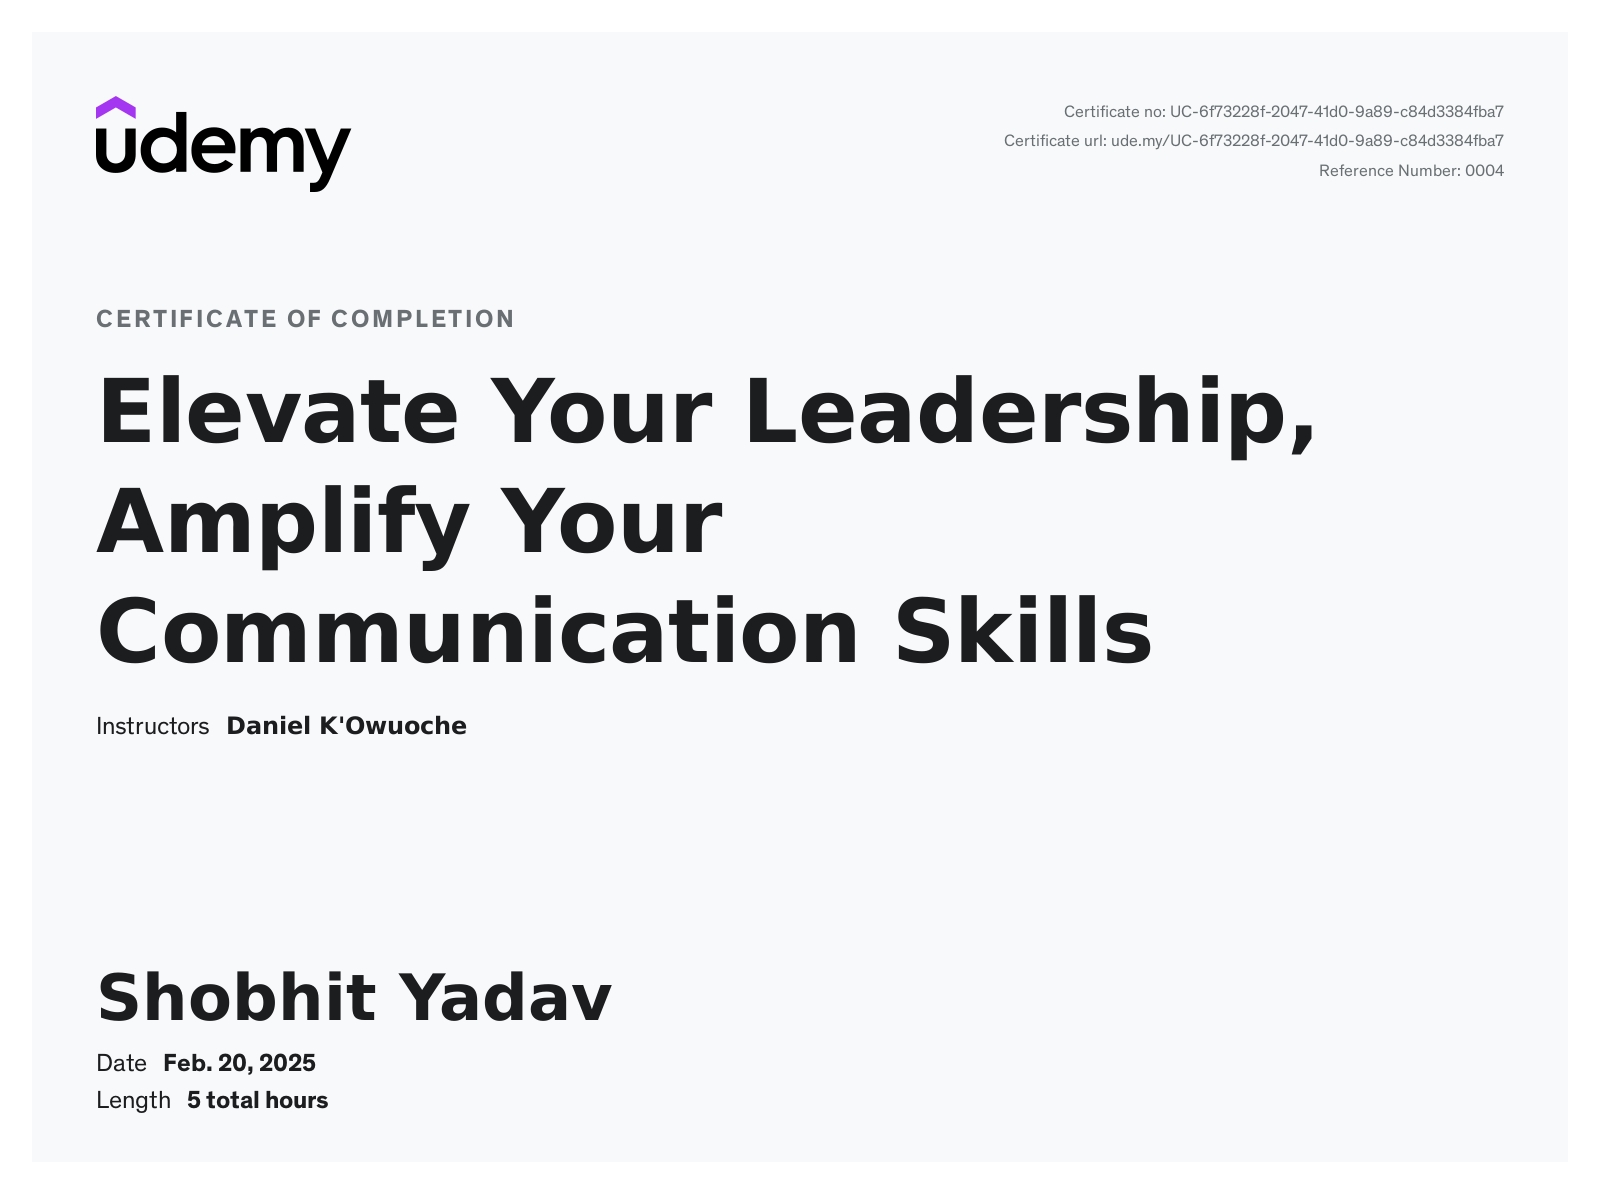 udemy
Certificate no: UC-6f73228f-2047-41d0-9a89-c84d3384fba7
Certificate url: ude.my/UC-6f73228f-2047-41d0-9a89-c84d3384fba7
Reference Number: 0004
CERTIFICATE OF COMPLETION
Elevate Your Leadership,
Amplify Your
Communication Skills
Instructors Daniel K'Owuoche
Shobhit Yadav
Date Feb. 20, 2025
Length 5 total hours